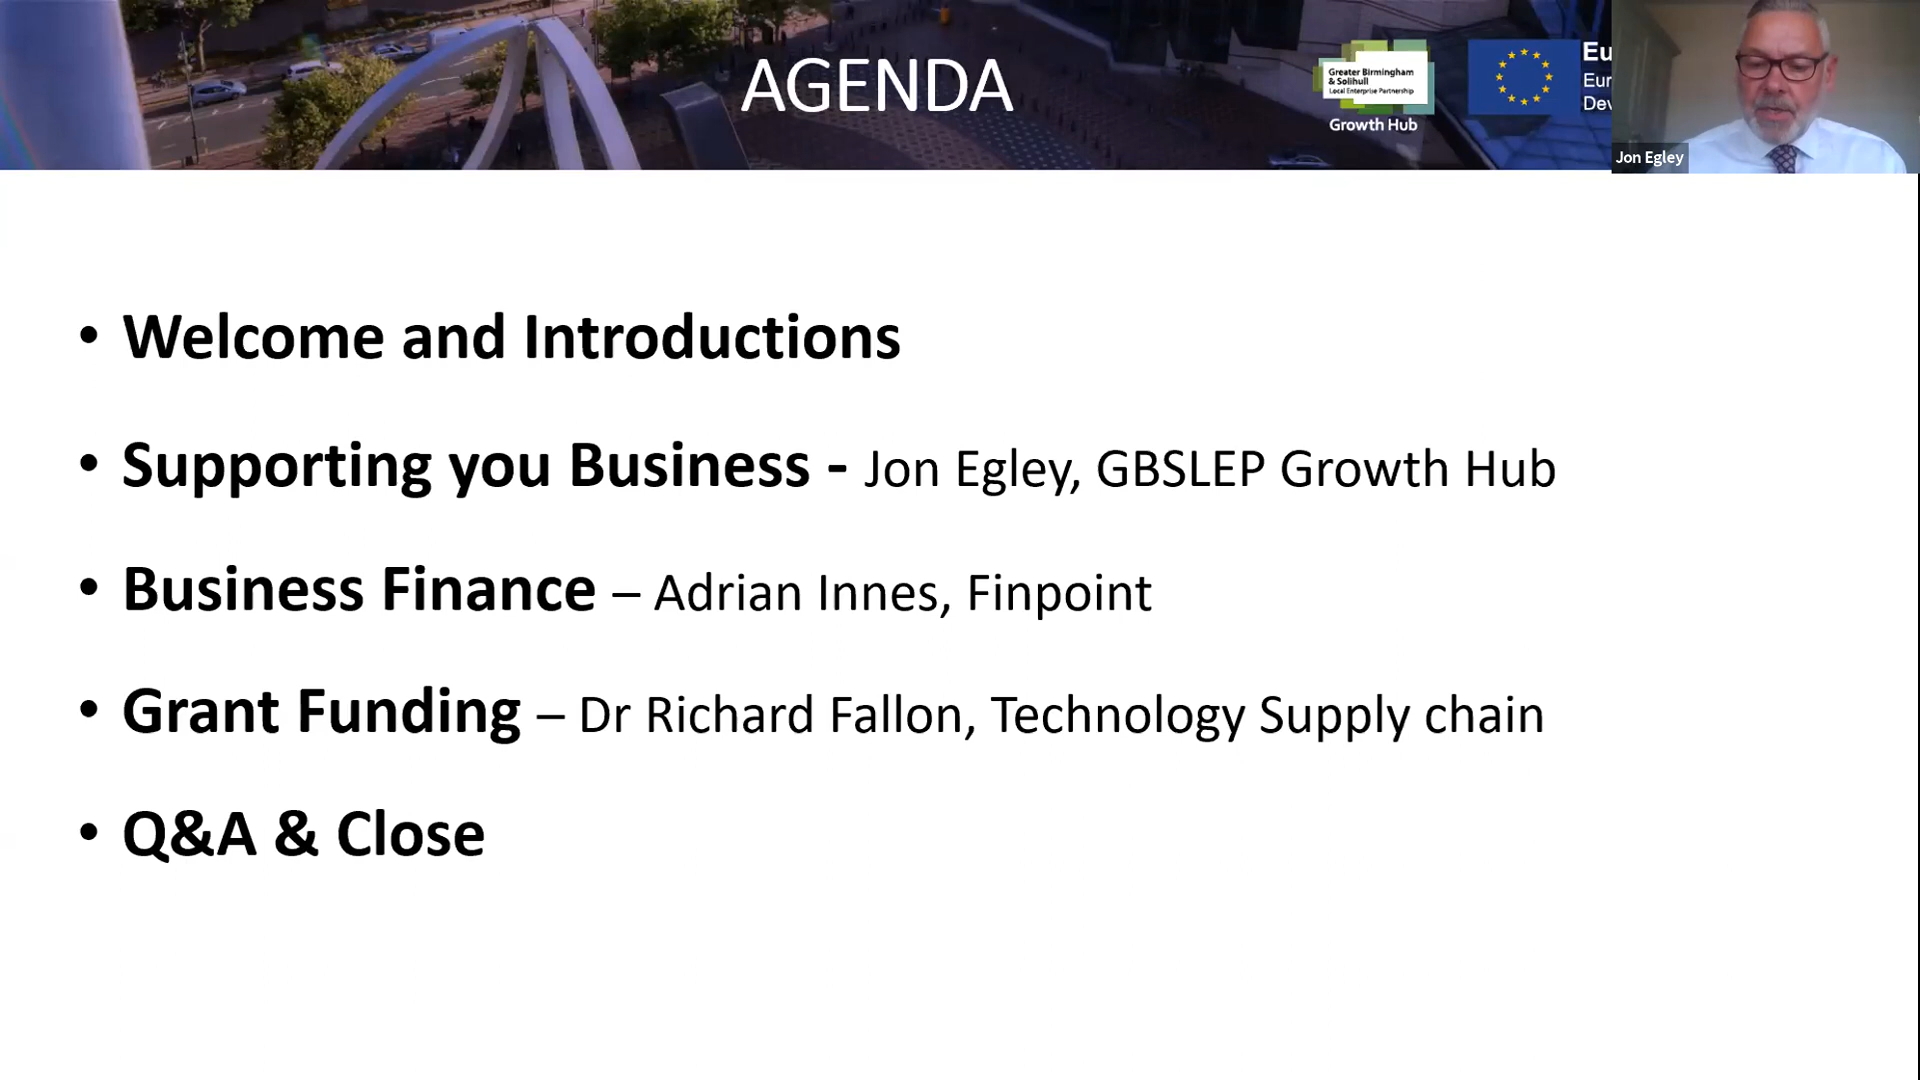 AGENDA
Greater Birmingham
& Solihull
Local Enterprise Partnership
Growth Hub
Eu
Eur
Dev
Jon Egley
• Welcome and Introductions
• Supporting you Business - Jon Egley, GBSLEP Growth Hub
• Business Finance – Adrian Innes, Finpoint
• Grant Funding – Dr Richard Fallon, Technology Supply chain
• Q&A & Close